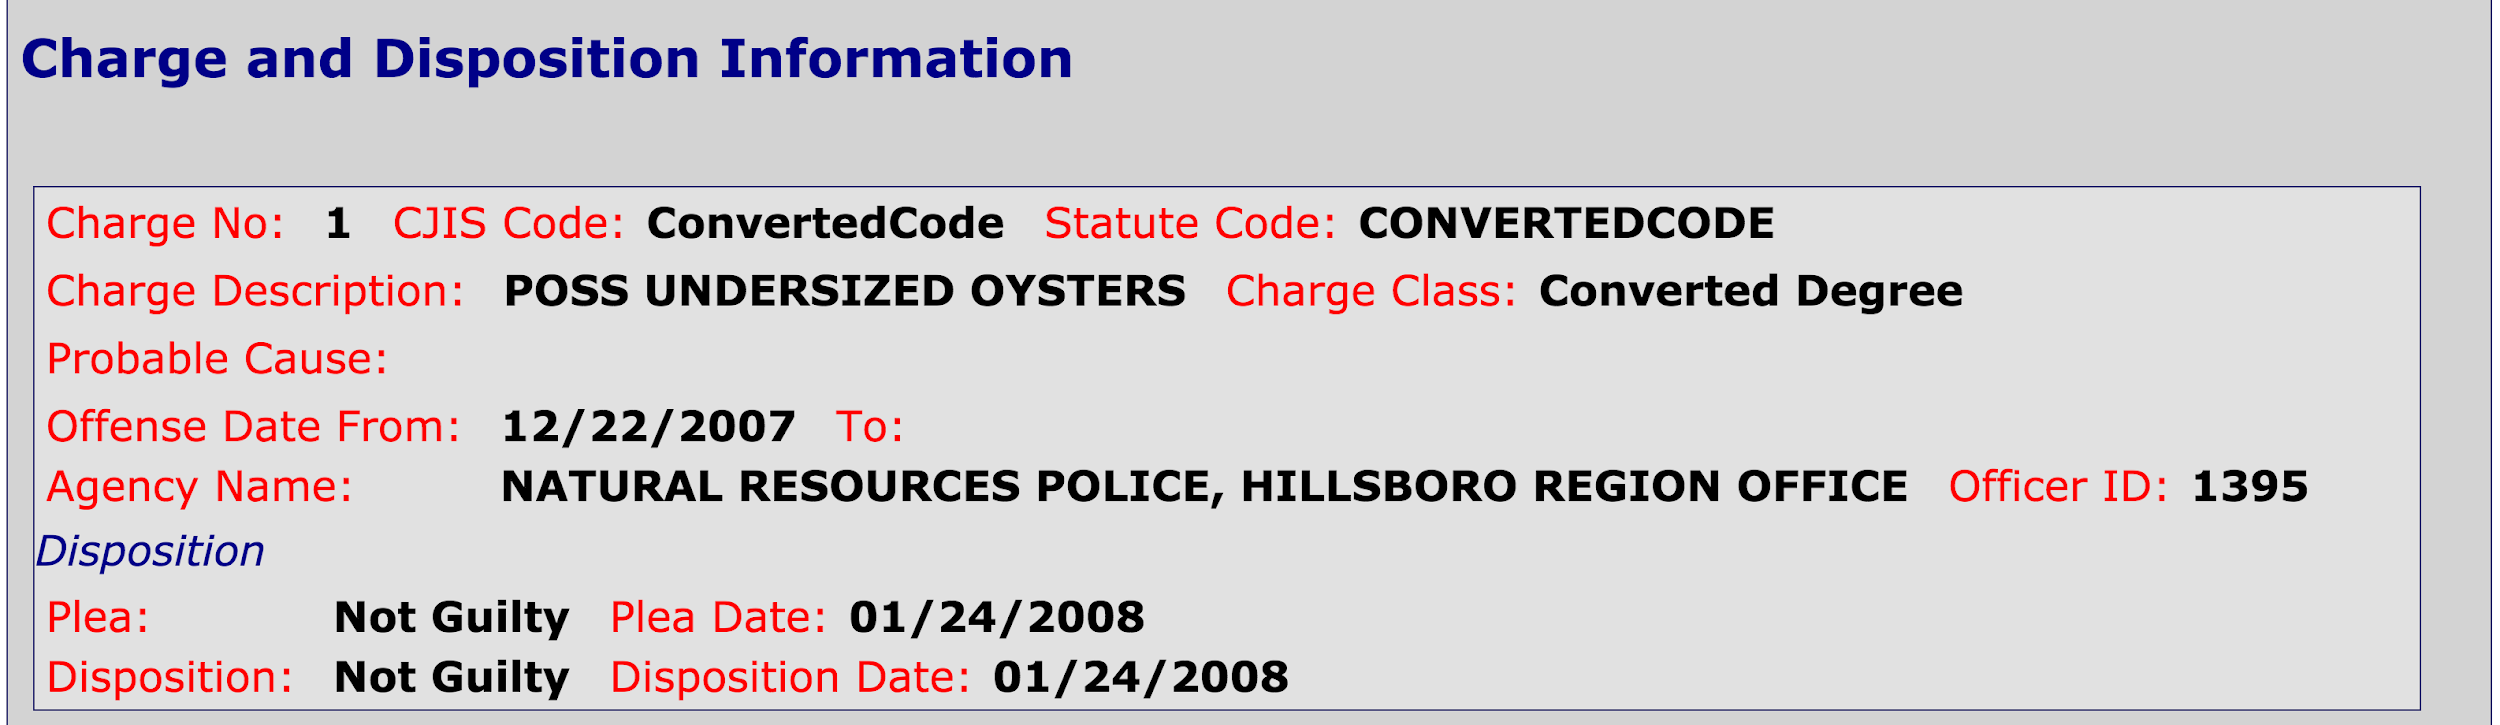 Charge and Disposition Information
Charge No: 1 CJIS Code: ConvertedCode Statute Code: CONVERTEDCODE
Charge Description: POSS UNDERSIZED OYSTERS Charge Class: Converted Degree
Probable Cause:
Offense Date From: 12/22/2007 To:
Agency Name: NATURAL RESOURCES POLICE, HILLSBORO REGION OFFICE Officer ID: 1395
Disposition
Plea: Not Guilty Plea Date: 01/24/2008
Disposition: Not Guilty Disposition Date: 01/24/2008